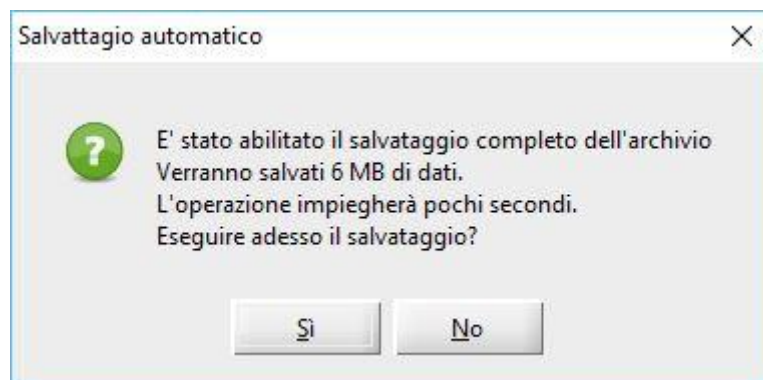 Salvattagio automatico
?
E' stato abilitato il salvataggio completo dell'archivio
Verranno salvati 6 MB di dati.
L'operazione impiegherà pochi secondi.
Eseguire adesso il salvataggio?
Sì No